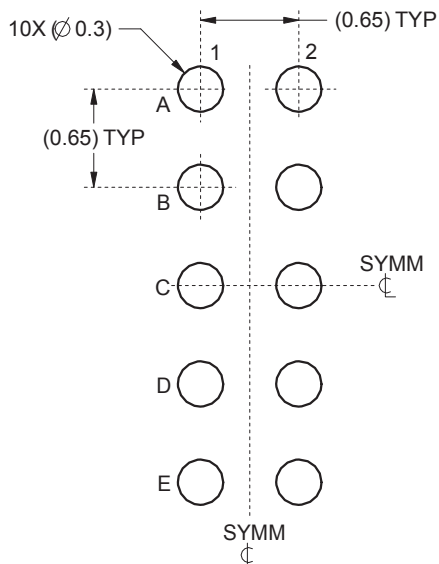 (0.65) TYP
10X (∅ 0.3)
1
2
A
(0.65) TYP
B
C
SYMM
℄
D
E
SYMM
℄